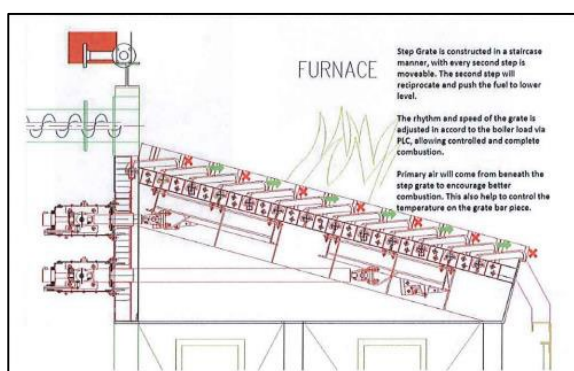 FURNACE
Step Grate is constructed in a staircase
manner, with every second step is
moveable. The second step will
reciprocate and push the fuel to lower
level.
The rhythm and speed of the grate is
adjusted in accord to the boiler load via
PLC, allowing controlled and complete
combustion.
Primary air will come from beneath the
step grate to encourage better
combustion. This also help to control the
temperature on the grate bar piece.